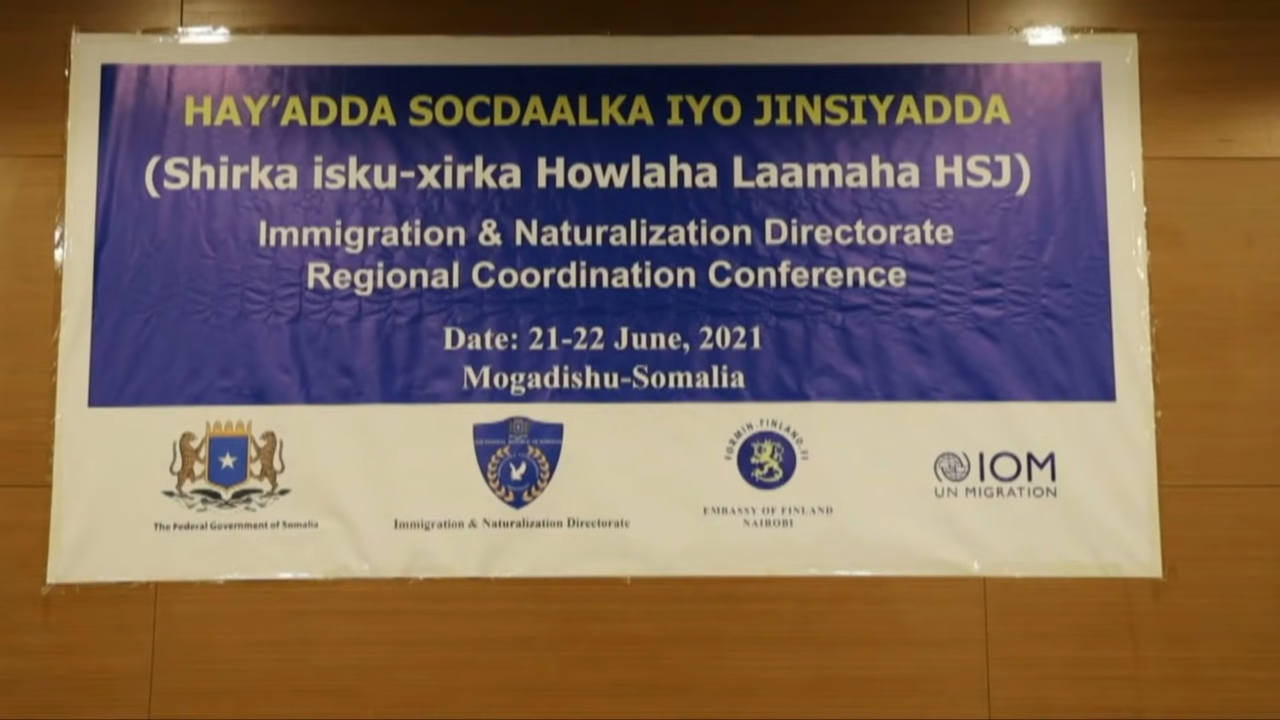 HAY'ADDA SOCDAALKA IYO JINSIYADDA
(Shirka isku-xirka Howlaha Laamaha HSJ)
Immigration & Naturalization Directorate
Regional Coordination Conference
Date: 21-22 June, 2021
Mogadishu-Somalia
The Federal Government of Somalia
Immigration & Naturalization Directorate
FORMIN.FINLAND.FI
EMBASSY OF FINLAND
NAIROBI
IOM
UN MIGRATION